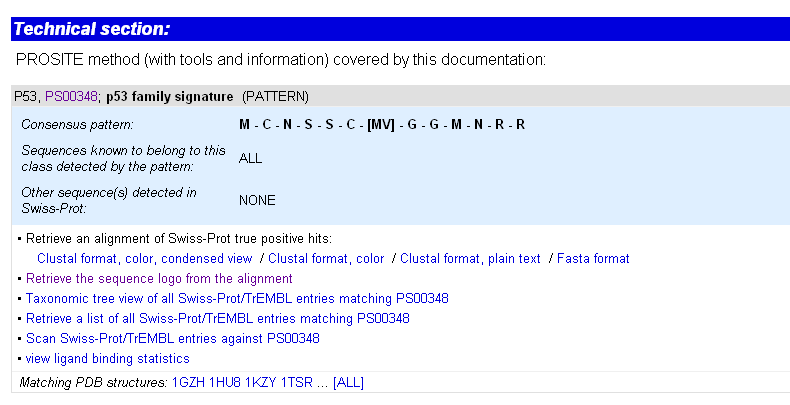 Technical section:
PROSITE method (with tools and information) covered by this documentation:
P53, PS00348; p53 family signature (PATTERN)
Consensus pattern: M - C - N - S - S - C - [MV] - G - G - M - N - R - R
Sequences known to belong to this
class detected by the pattern: ALL
Other sequence(s) detected in
Swiss-Prot: NONE
• Retrieve an alignment of Swiss-Prot true positive hits:
Clustal format, color, condensed view / Clustal format, color / Clustal format, plain text / Fasta format
• Retrieve the sequence logo from the alignment
• Taxonomic tree view of all Swiss-Prot/TrEMBL entries matching PS00348
• Retrieve a list of all Swiss-Prot/TrEMBL entries matching PS00348
• Scan Swiss-Prot/TrEMBL entries against PS00348
• view ligand binding statistics
Matching PDB structures: 1GZH 1HU8 1KZY 1TSR ... [ALL]